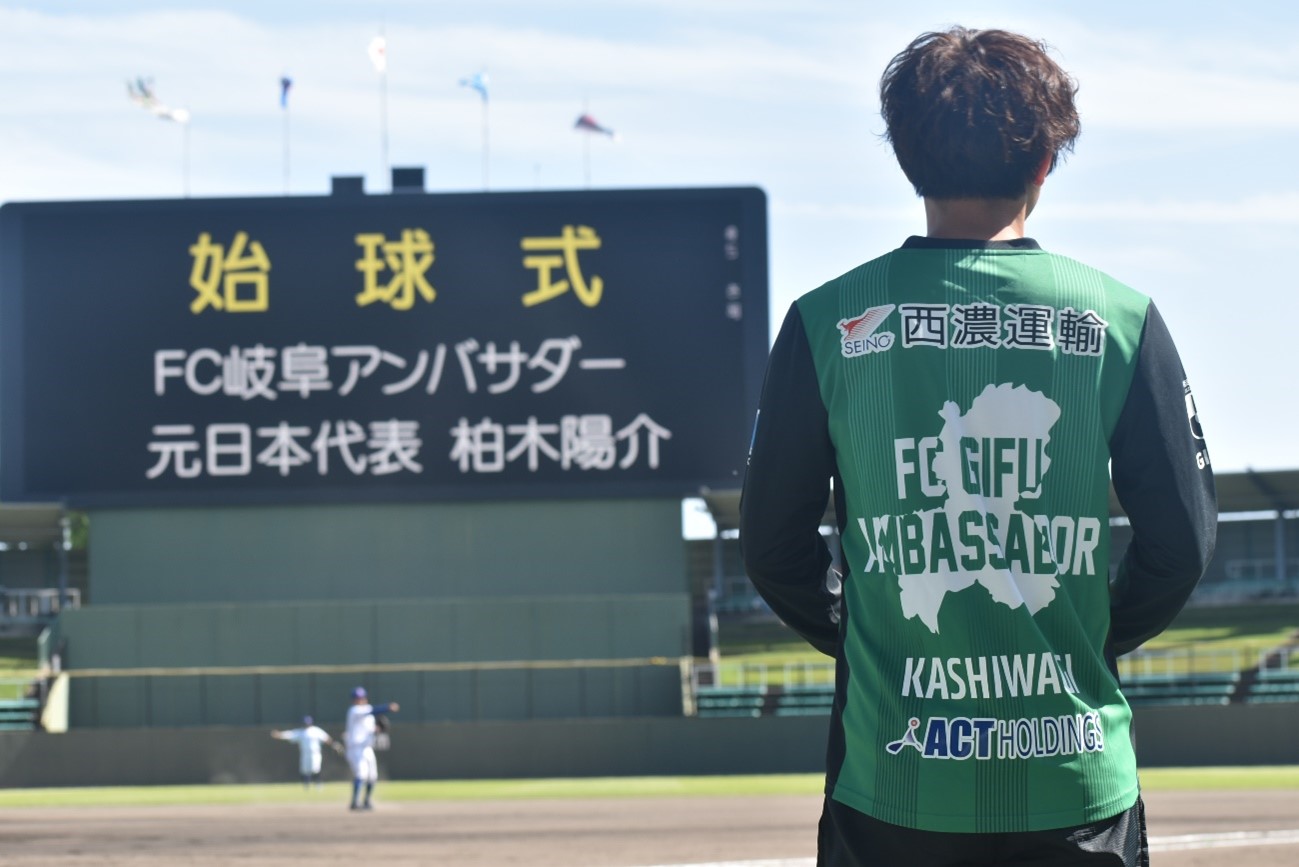 始球式
FC岐阜アンバサダー
元日本代表 柏木陽介
SEINO 西濃運輸
FC GIFU
AMBASSADOR
KASHIWAGI
ACT HOLDINGS